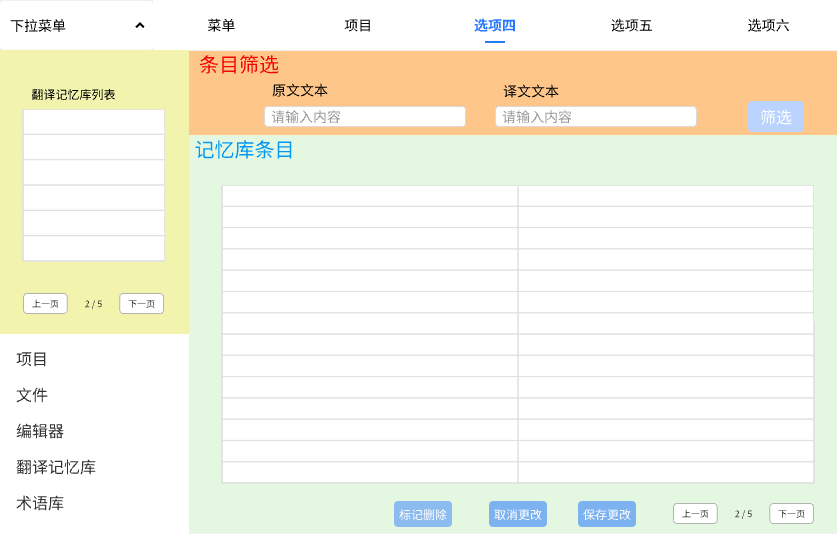 下拉菜单
菜单
项目
选项四
选项五
选项六
翻译记忆库列表
上一页
2 / 5
下一页
项目
文件
编辑器
翻译记忆库
术语库
条目筛选
原文文本
译文文本
请输入内容
请输入内容
筛选
记忆库条目
标记删除
取消更改
保存更改
上一页
2 / 5
下一页